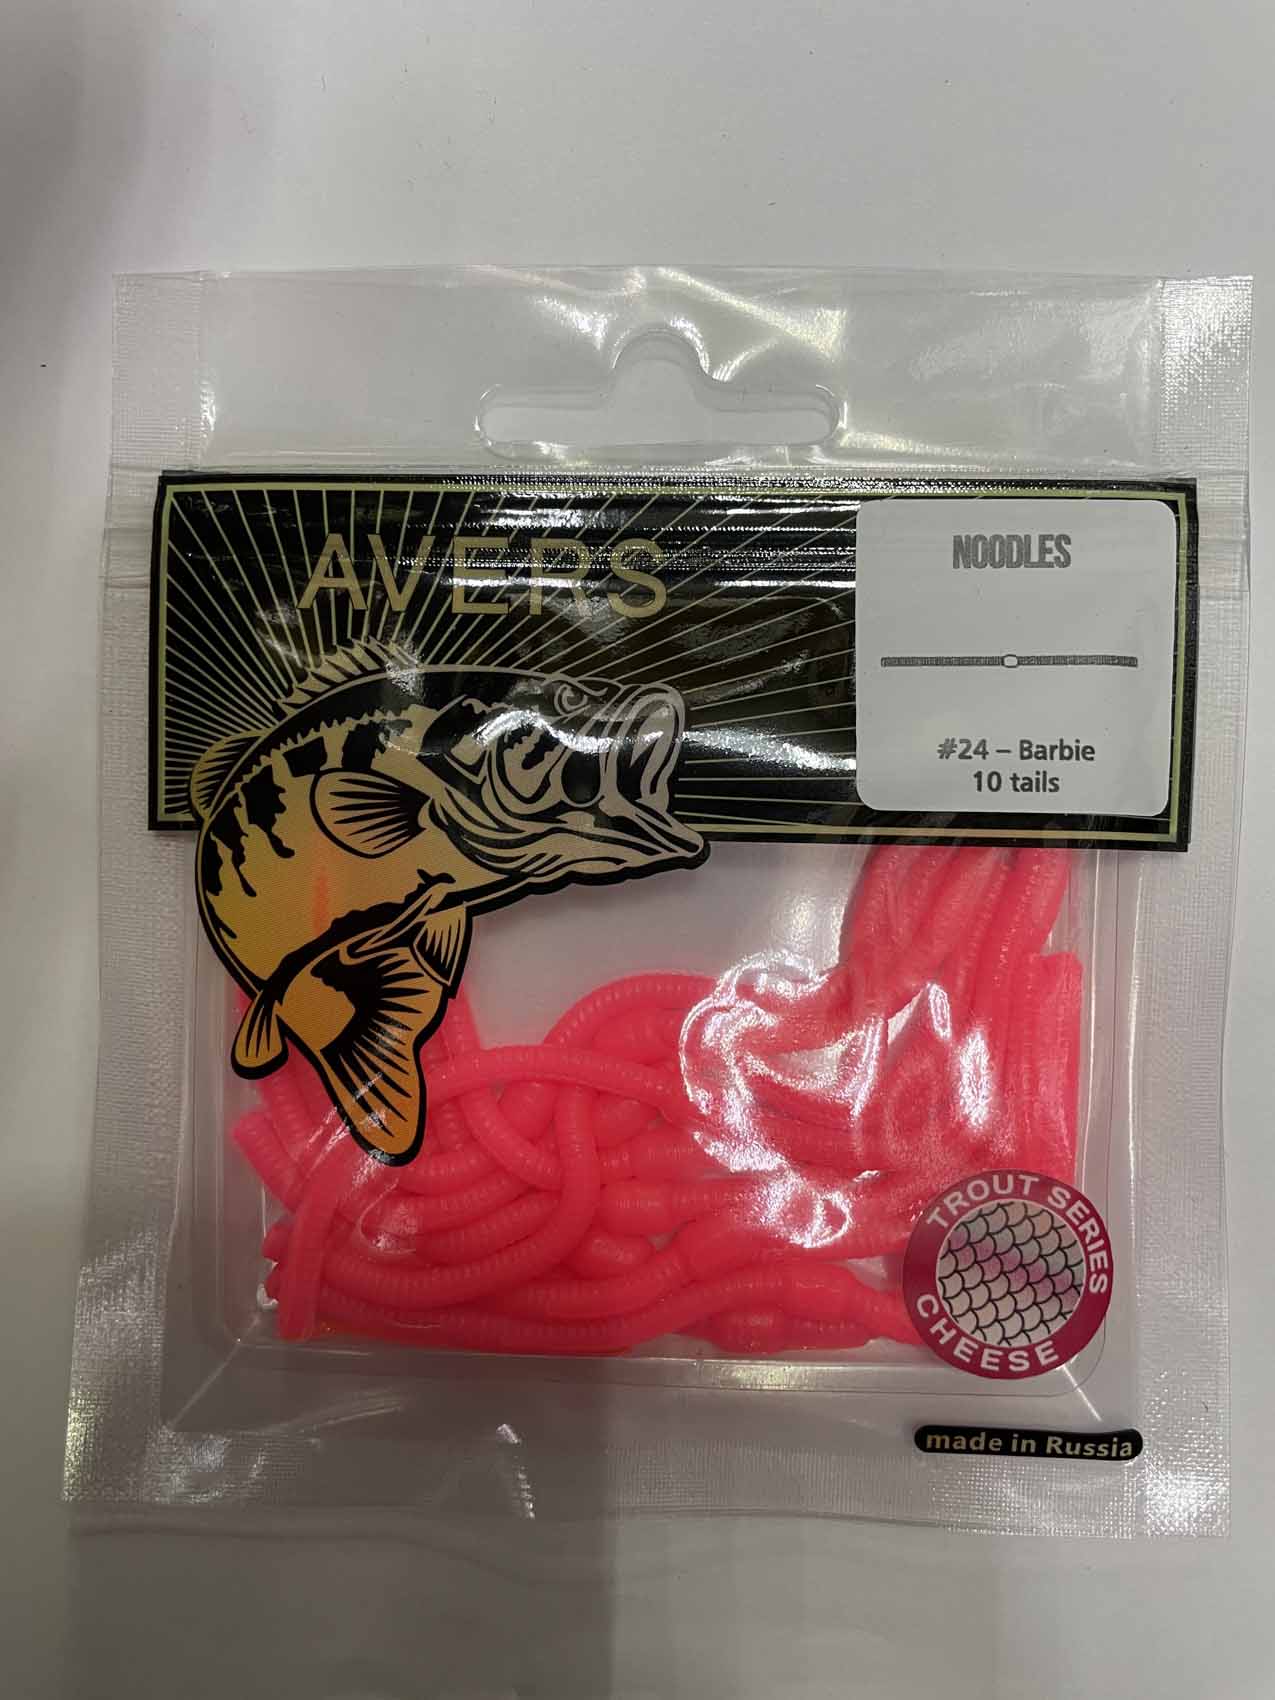 AVERS
NOODLES
#24 – Barbie
10 tails
TROUT SERIES
CHEESE
made in Russia